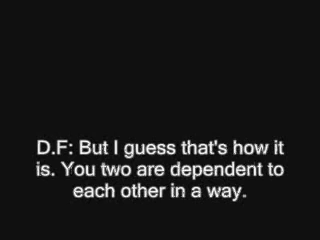 D.F: But I guess that's how it
is. You two are dependent to
each other in a way.